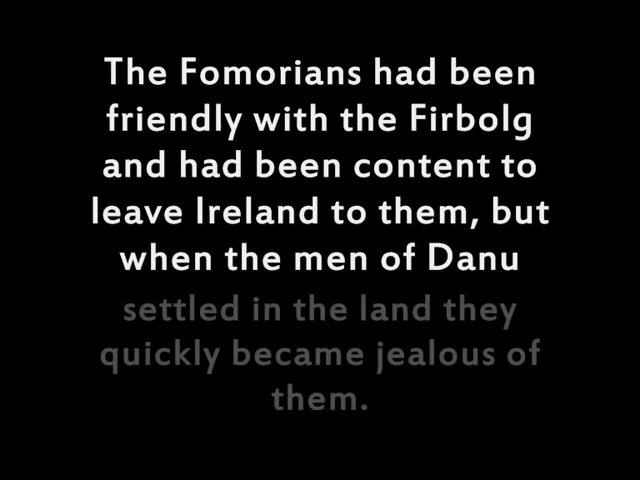 The Fomorians had been
friendly with the Firbolg
and had been content to
leave Ireland to them, but
when the men of Danu
settled in the land they
quickly became jealous of
them.